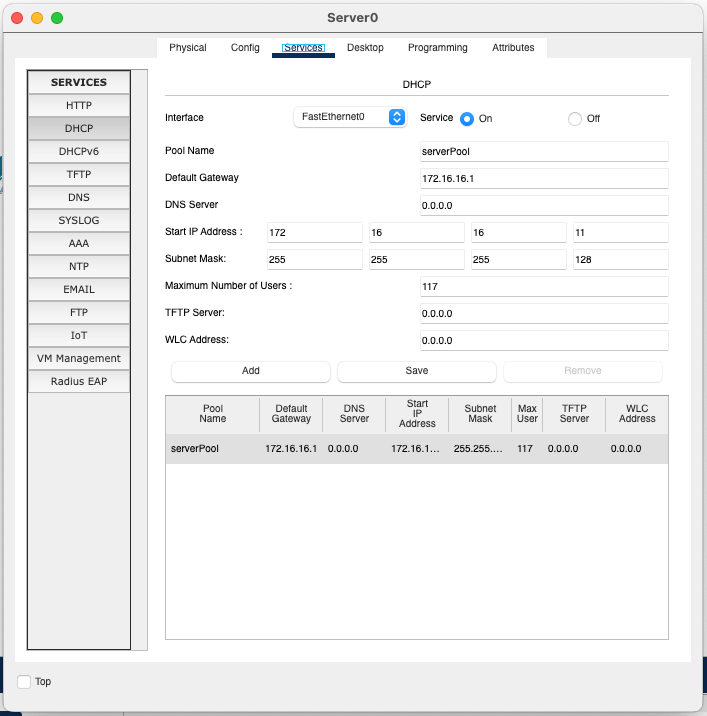 Server0
Physical Config Services Desktop Programming Attributes
SERVICES
HTTP
DHCP
DHCPv6
TFTP
DNS
SYSLOG
AAA
NTP
EMAIL
FTP
IoT
VM Management
Radius EAP
DHCP
Interface FastEthernet0 Service On Off
Pool Name serverPool
Default Gateway 172.16.16.1
DNS Server 0.0.0.0
Start IP Address : 172 16 16 11
Subnet Mask: 255 255 255 128
Maximum Number of Users : 117
TFTP Server: 0.0.0.0
WLC Address: 0.0.0.0
Add Save Remove
Pool Name Default Gateway DNS Server Start IP Address Subnet Mask Max User TFTP Server WLC Address
serverPool 172.16.16.1 0.0.0.0 172.16.1... 255.255.... 117 0.0.0.0 0.0.0.0
Top